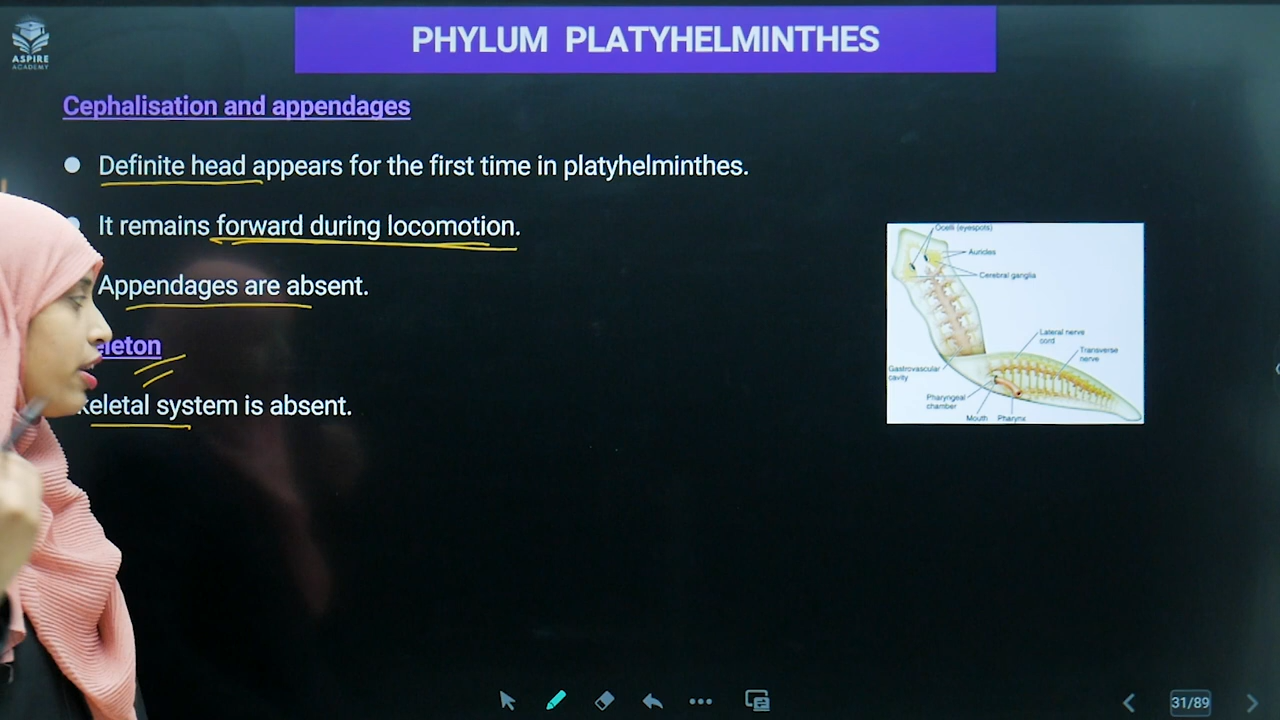 ASPIRE
ACADEMY
PHYLUM PLATYHELMINTHES
Cephalisation and appendages
● Definite head appears for the first time in platyhelminthes.
It remains forward during locomotion.
Appendages are absent.
eleton
keletal system is absent.
Ocelli (eyespots)
Auricles
Cerebral ganglia
Lateral nerve
cord
Transverse
nerve
Gastrovascular
cavity
Pharyngeal
chamber
Mouth
Pharynx
31/89